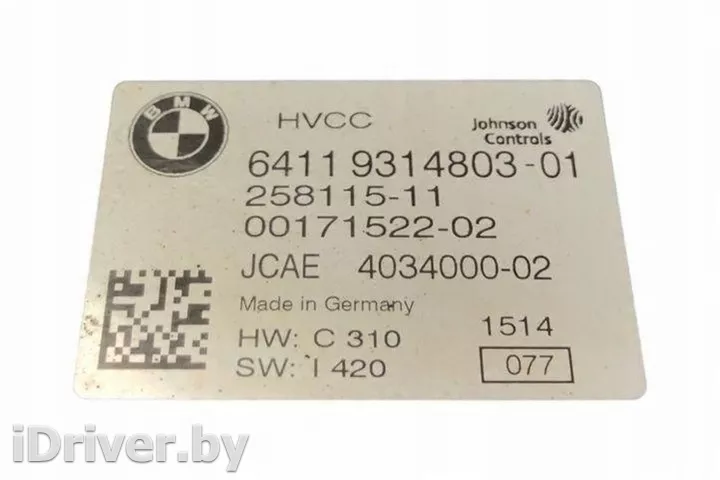 BMW
HVCC
Johnson Controls
6411 9314803-01
258115-11
00171522-02
JCAE 4034000-02
Made in Germany
HW: C 310
1514
SW: I 420
077
iDriver.by